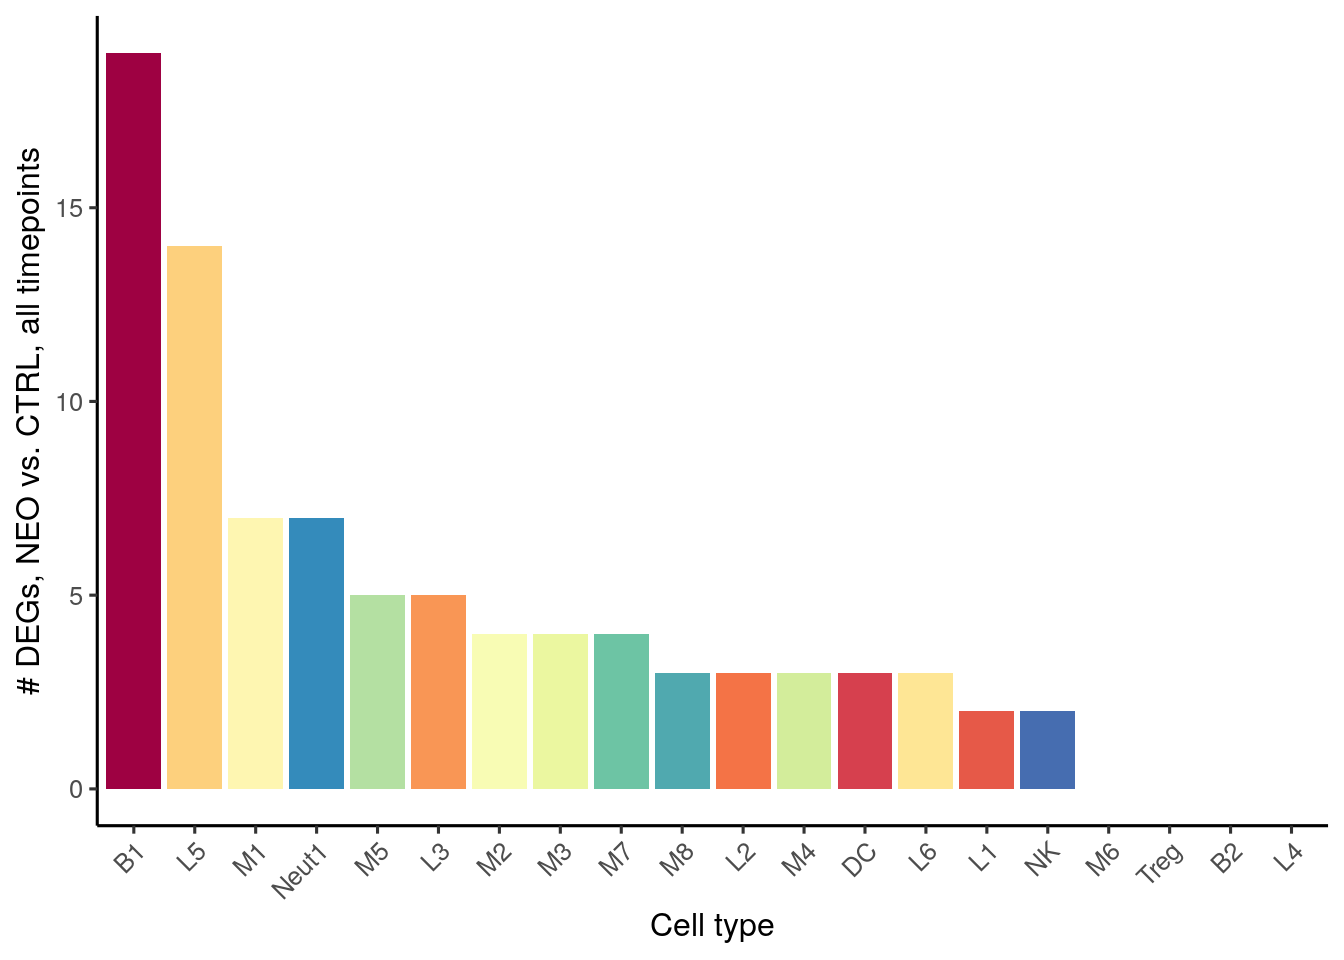 # DEGs, NEO vs. CTRL, all timepoints
15
10
5
0
B1
L5
M1
Neut1
M5
L3
M2
M3
M7
M8
L2
M4
DC
L6
L1
NK
M6
Treg
B2
L4
Cell type